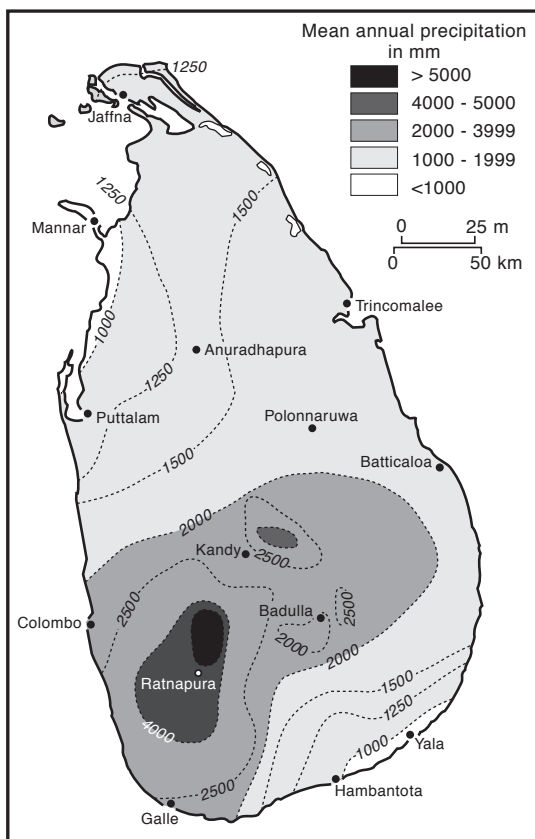 Mean annual precipitation
in mm
> 5000
4000 - 5000
2000 - 3999
1000 - 1999
<1000
0 25 m
0 50 km
1250
Jaffna
1250
1500
Mannar
1000
Trincomalee
Anuradhapura
1250
Puttalam
Polonnaruwa
1500
Batticaloa
2000
Kandy
2500
2500
Badulla
2500
Colombo
2000
2000
Ratnapura
1500
4000
1250
1000
Yala
2500
Hambantota
Galle